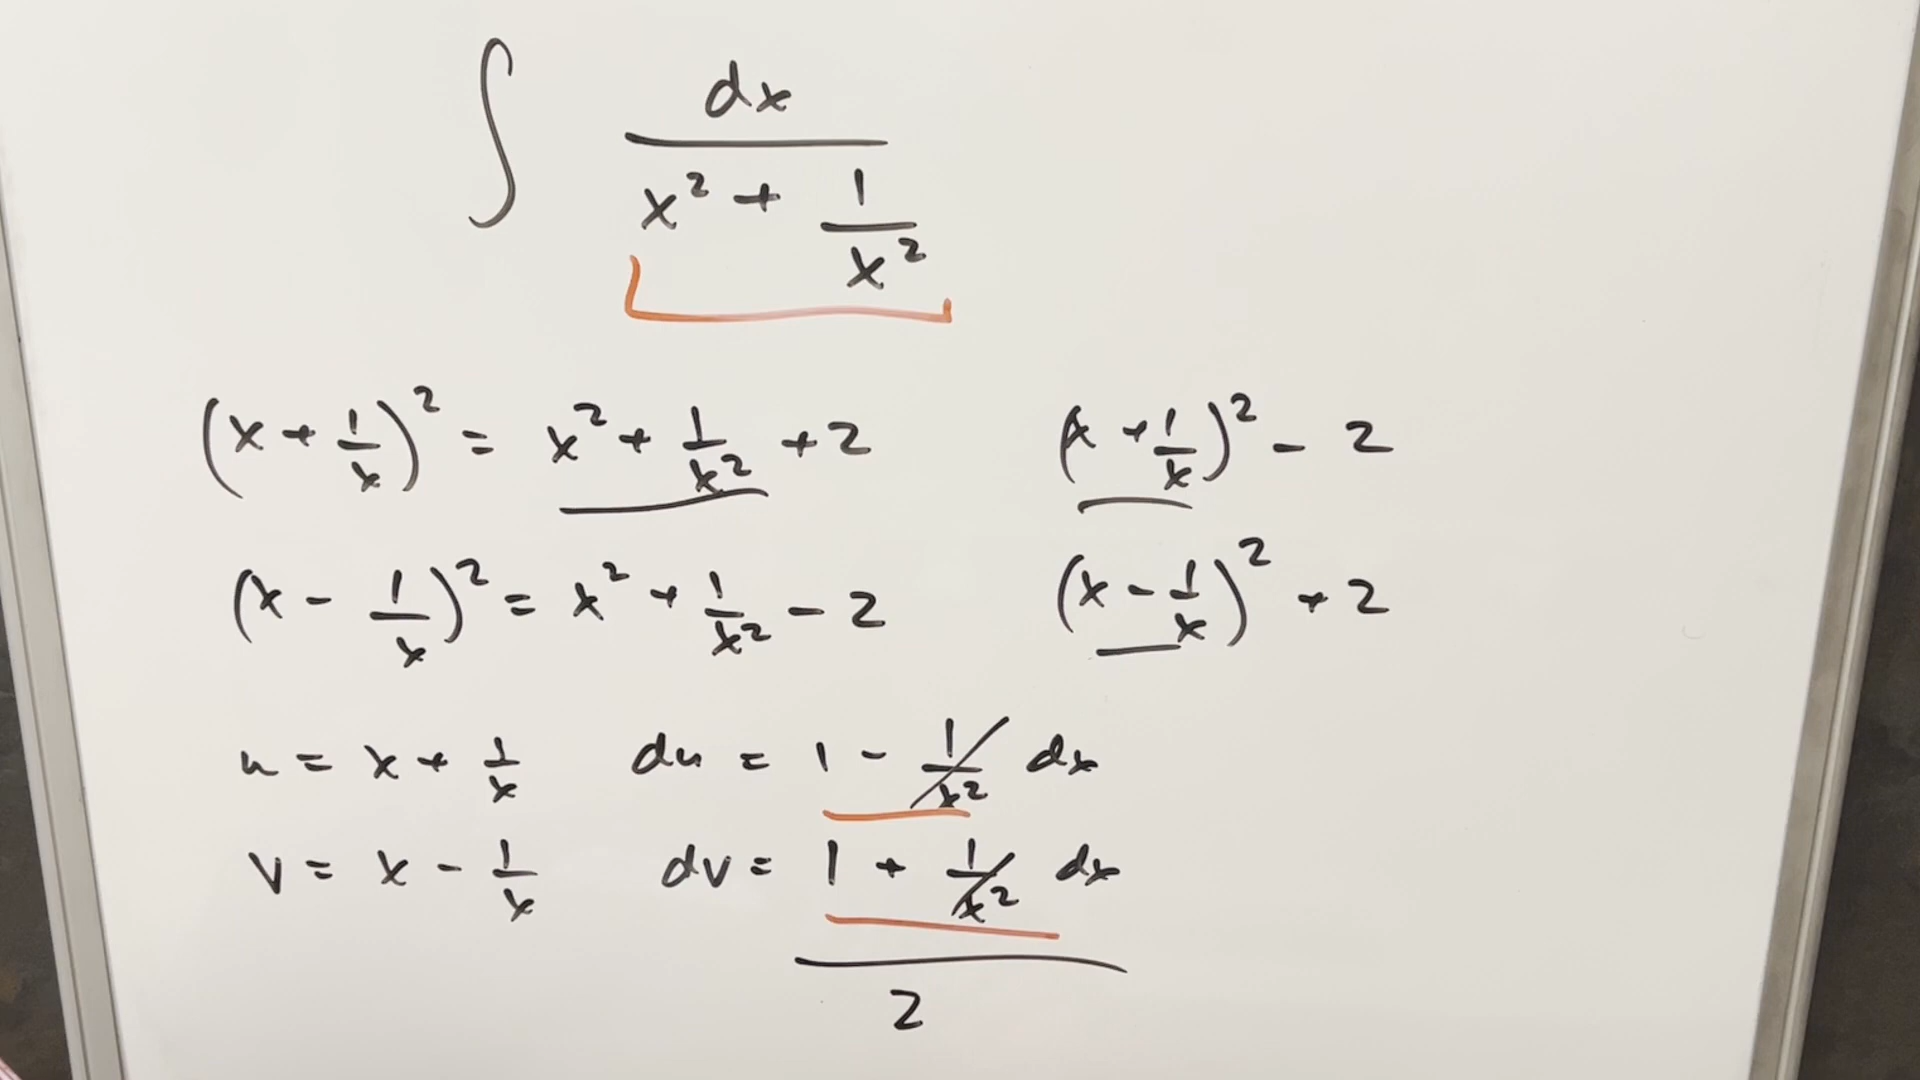 ∫ dx / (x² + 1/x²)
(x + 1/x)² = x² + 1/x² + 2    (x + 1/x)² - 2
(x - 1/x)² = x² + 1/x² - 2    (x - 1/x)² + 2
u = x + 1/x    du = 1 - 1/x² dx
v = x - 1/x    dv = 1 + 1/x² dx
2